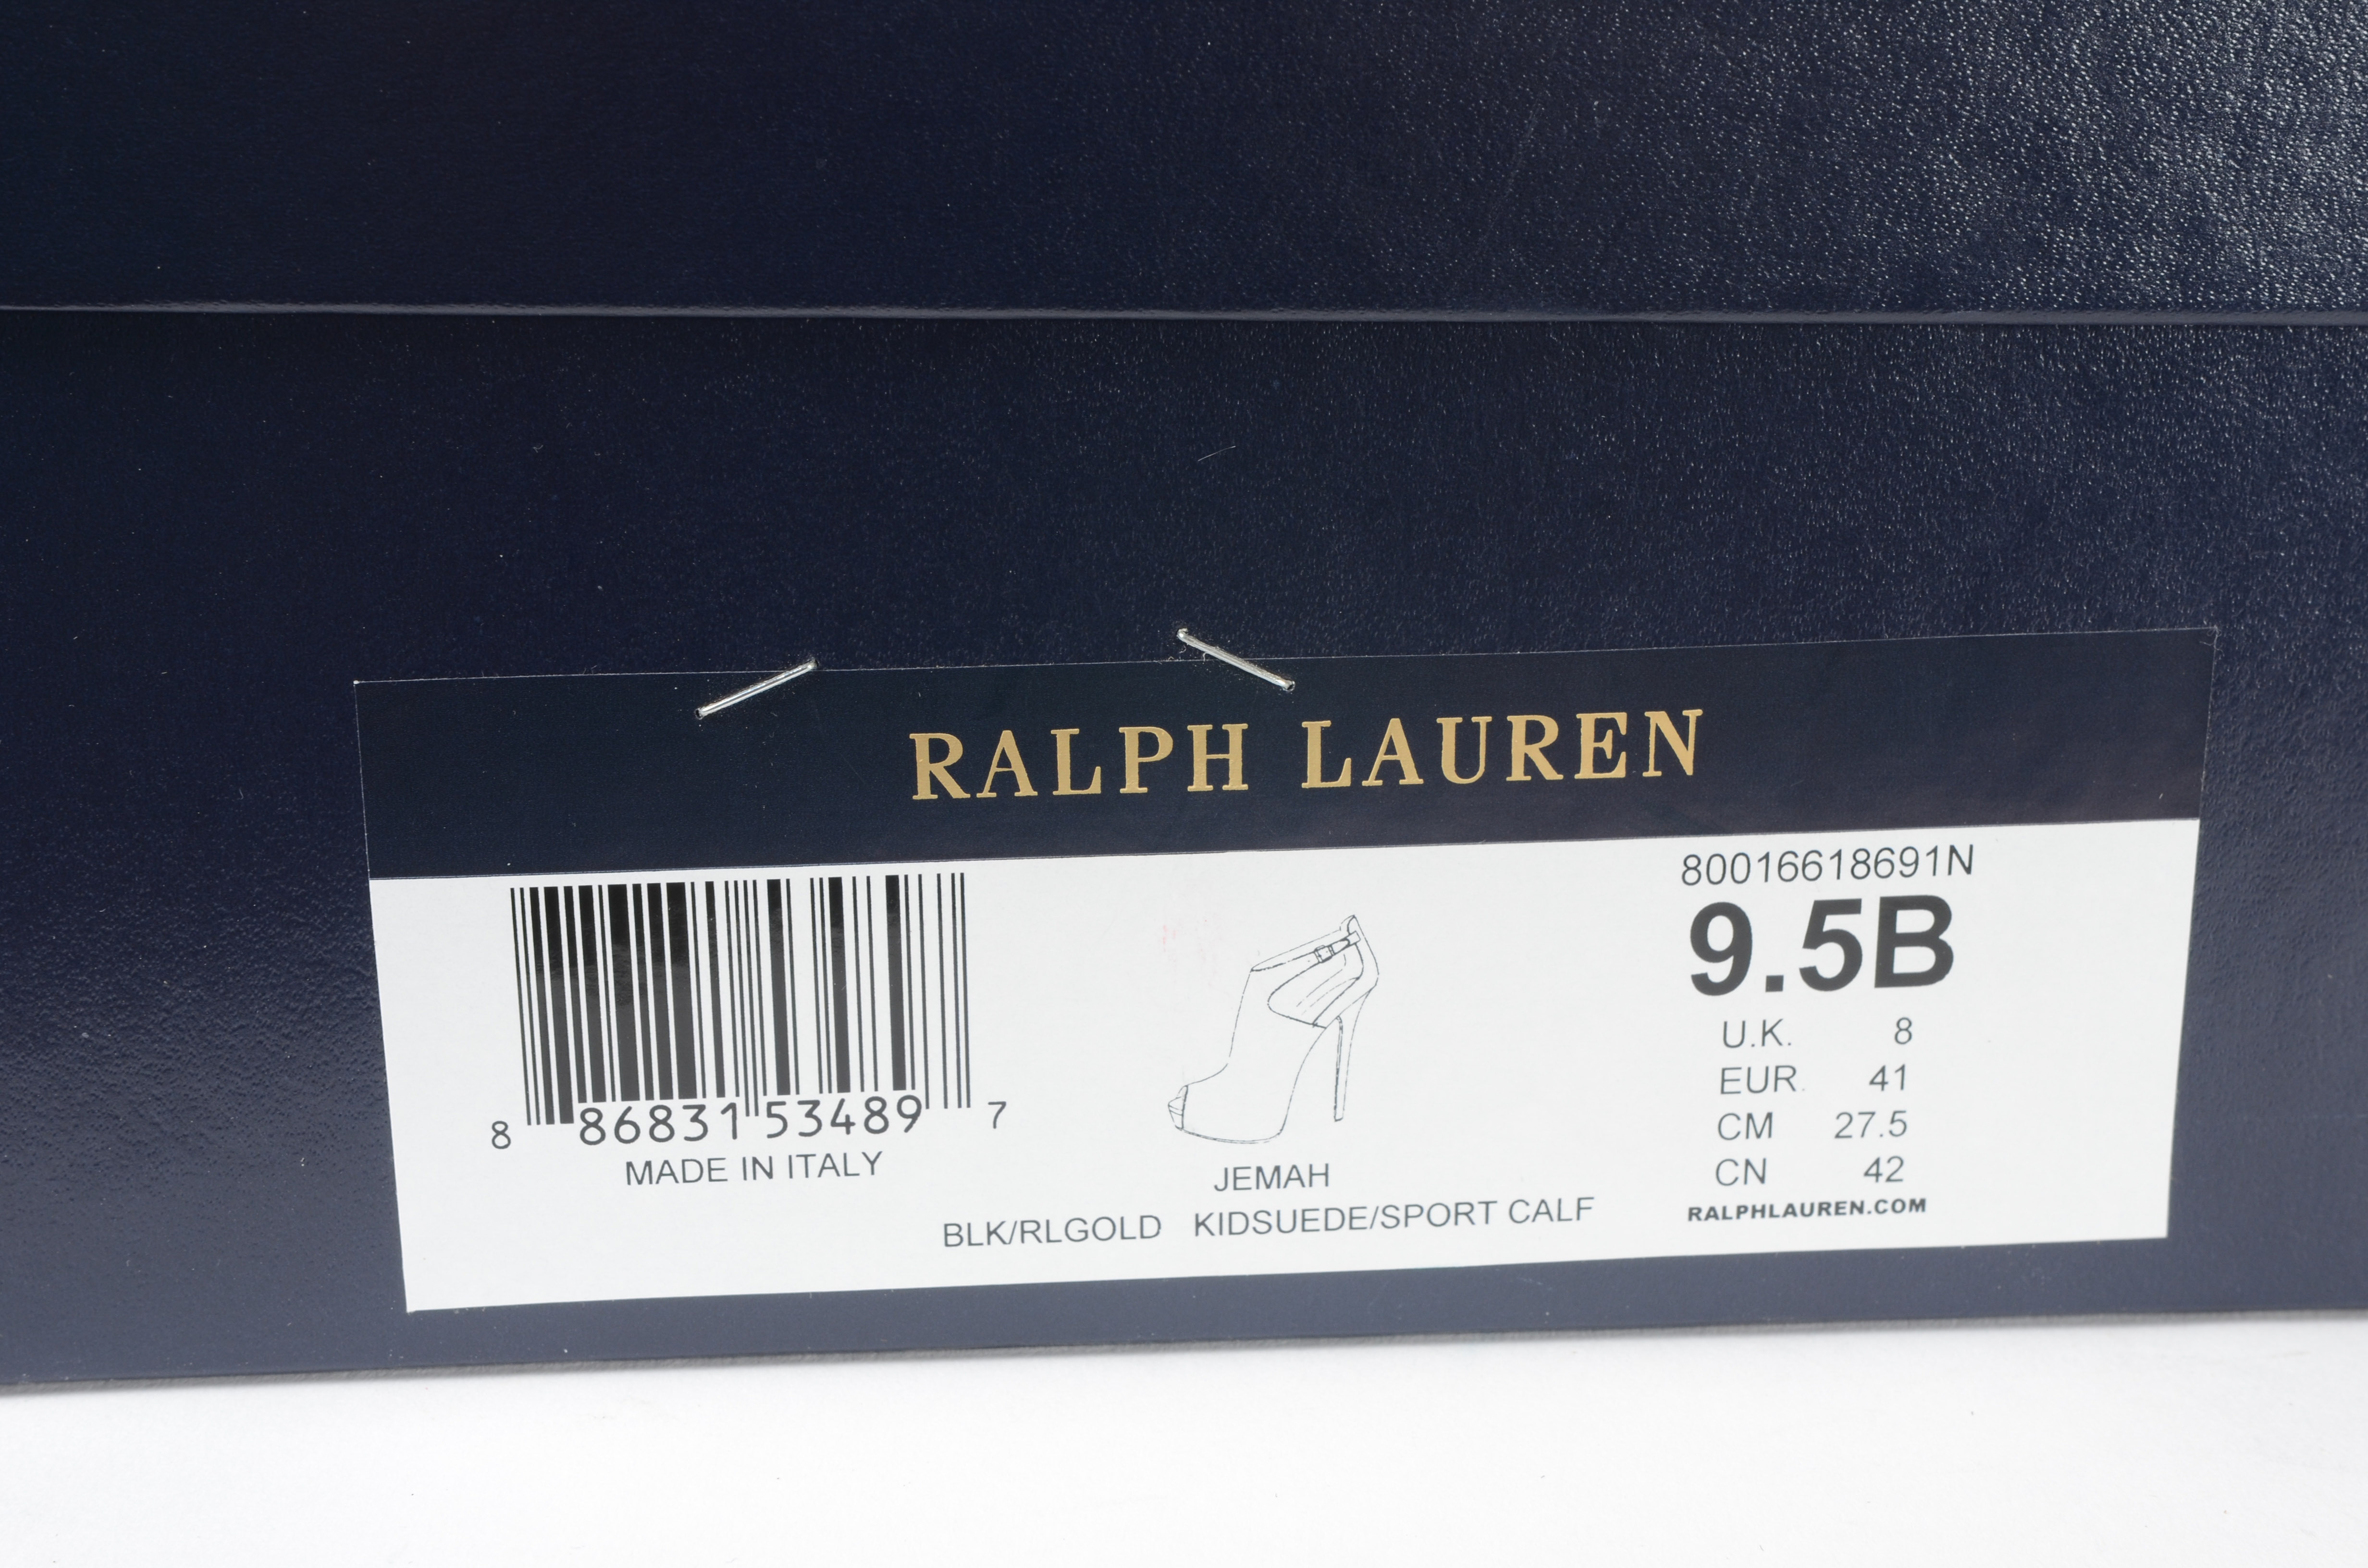 RALPH LAUREN
80016618691N
9.5B
U.K. 8
EUR. 41
CM 27.5
CN 42
RALPHLAUREN.COM
8 86831 53489 7
MADE IN ITALY
JEMAH
BLK/RLGOLD KIDSUEDE/SPORT CALF